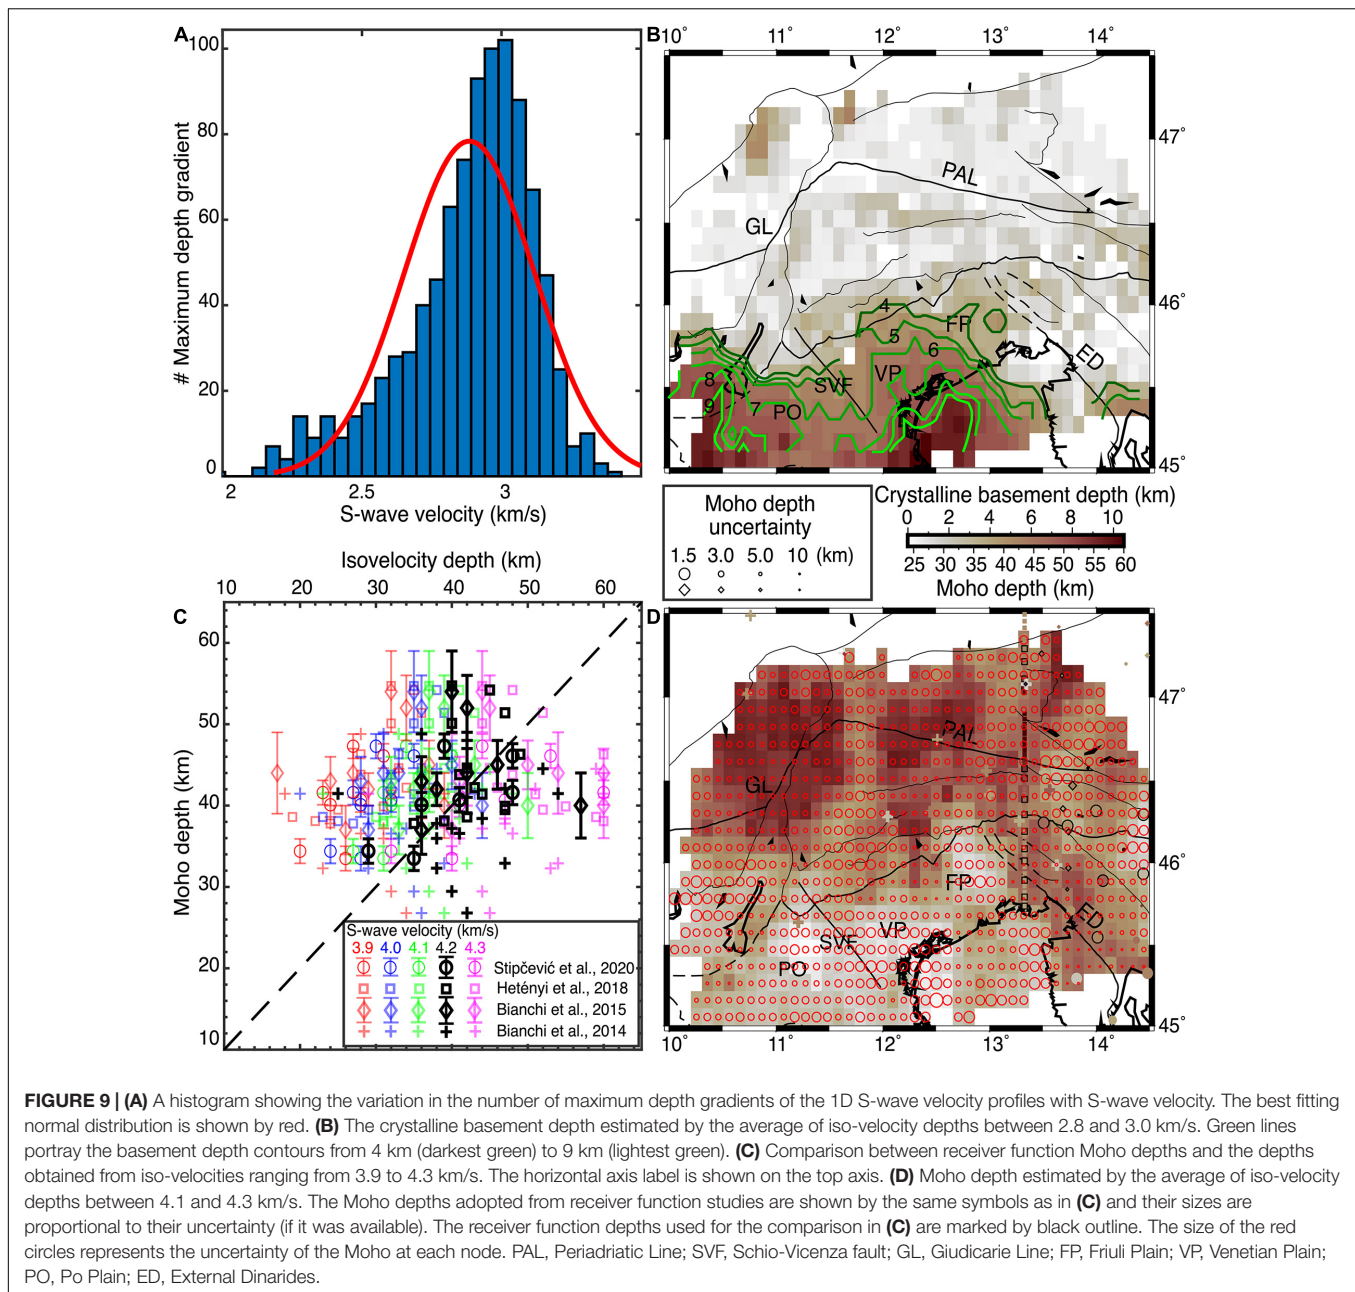 A
100
80
60
40
20
0
# Maximum depth gradient
2
2.5
3
S-wave velocity (km/s)
B
10°
11°
12°
13°
14°
47°
46°
45°
PAL
GL
4
FP
5
6
ED
8
SVF
VP
9
7
PO
Moho depth
uncertainty
1.5
3.0
5.0
10
(km)
Crystalline basement depth (km)
0
2
4
6
8
10
25
30
35
40
45
50
55
60
Moho depth (km)
Isovelocity depth (km)
10
20
30
40
50
60
C
60
50
40
30
20
10
Moho depth (km)
S-wave velocity (km/s)
3.9 4.0 4.1 4.2 4.3
Stipčević et al., 2020
Hetényi et al., 2018
Bianchi et al., 2015
Bianchi et al., 2014
D
47°
46°
45°
PAL
GL
FP
ED
VP
SVF
PO
10°
11°
12°
13°
14°
FIGURE 9 | (A) A histogram showing the variation in the number of maximum depth gradients of the 1D S-wave velocity profiles with S-wave velocity. The best fitting
normal distribution is shown by red. (B) The crystalline basement depth estimated by the average of iso-velocity depths between 2.8 and 3.0 km/s. Green lines
portray the basement depth contours from 4 km (darkest green) to 9 km (lightest green). (C) Comparison between receiver function Moho depths and the depths
obtained from iso-velocities ranging from 3.9 to 4.3 km/s. The horizontal axis label is shown on the top axis. (D) Moho depth estimated by the average of iso-velocity
depths between 4.1 and 4.3 km/s. The Moho depths adopted from receiver function studies are shown by the same symbols as in (C) and their sizes are
proportional to their uncertainty (if it was available). The receiver function depths used for the comparison in (C) are marked by black outline. The size of the red
circles represents the uncertainty of the Moho at each node. PAL, Periadriatic Line; SVF, Schio-Vicenza fault; GL, Giudicarie Line; FP, Friuli Plain; VP, Venetian Plain;
PO, Po Plain; ED, External Dinarides.